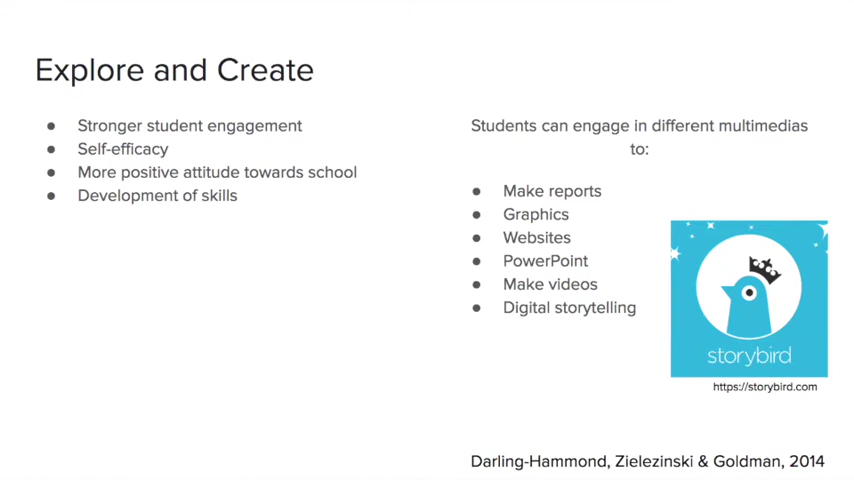 Explore and Create
Stronger student engagement
Self-efficacy
More positive attitude towards school
Development of skills
Students can engage in different multimedias
to:
Make reports
Graphics
Websites
PowerPoint
Make videos
Digital storytelling
storybird
https://storybird.com
Darling-Hammond, Zielezinski & Goldman, 2014